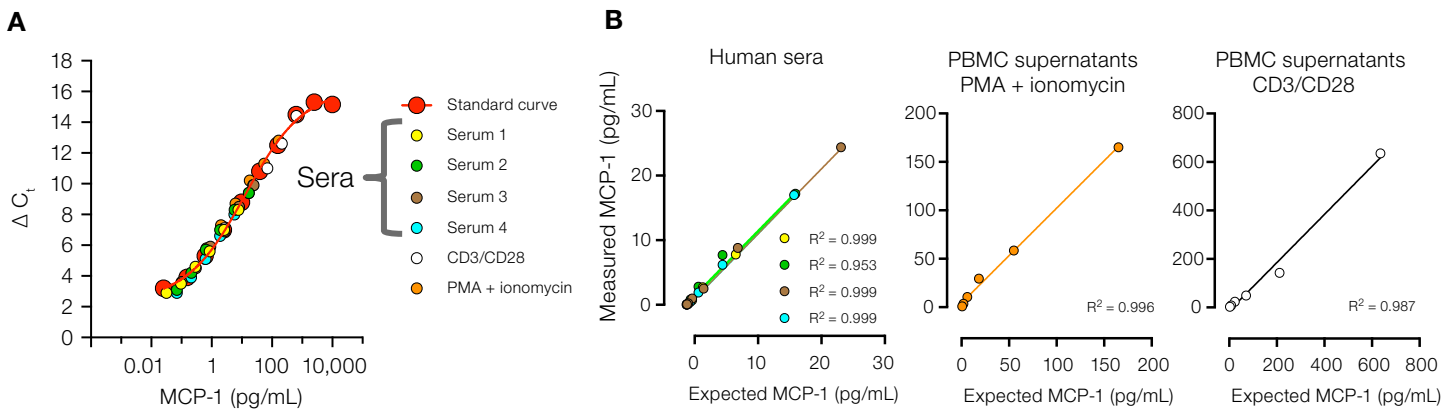 A
18
16
14
12
10
8
6
4
2
0
Δ Ct
0.01
1
100
10,000
MCP-1 (pg/mL)
Standard curve
Serum 1
Serum 2
Serum 3
Serum 4
CD3/CD28
PMA + ionomycin
Sera
B
Human sera
Measured MCP-1 (pg/mL)
30
20
10
0
R² = 0.999
R² = 0.953
R² = 0.999
R² = 0.999
0
10
20
30
Expected MCP-1 (pg/mL)
PBMC supernatants
PMA + ionomycin
200
150
100
50
0
R² = 0.996
0
50
100
150
200
Expected MCP-1 (pg/mL)
PBMC supernatants
CD3/CD28
800
600
400
200
0
R² = 0.987
0
200
400
600
800
Expected MCP-1 (pg/mL)